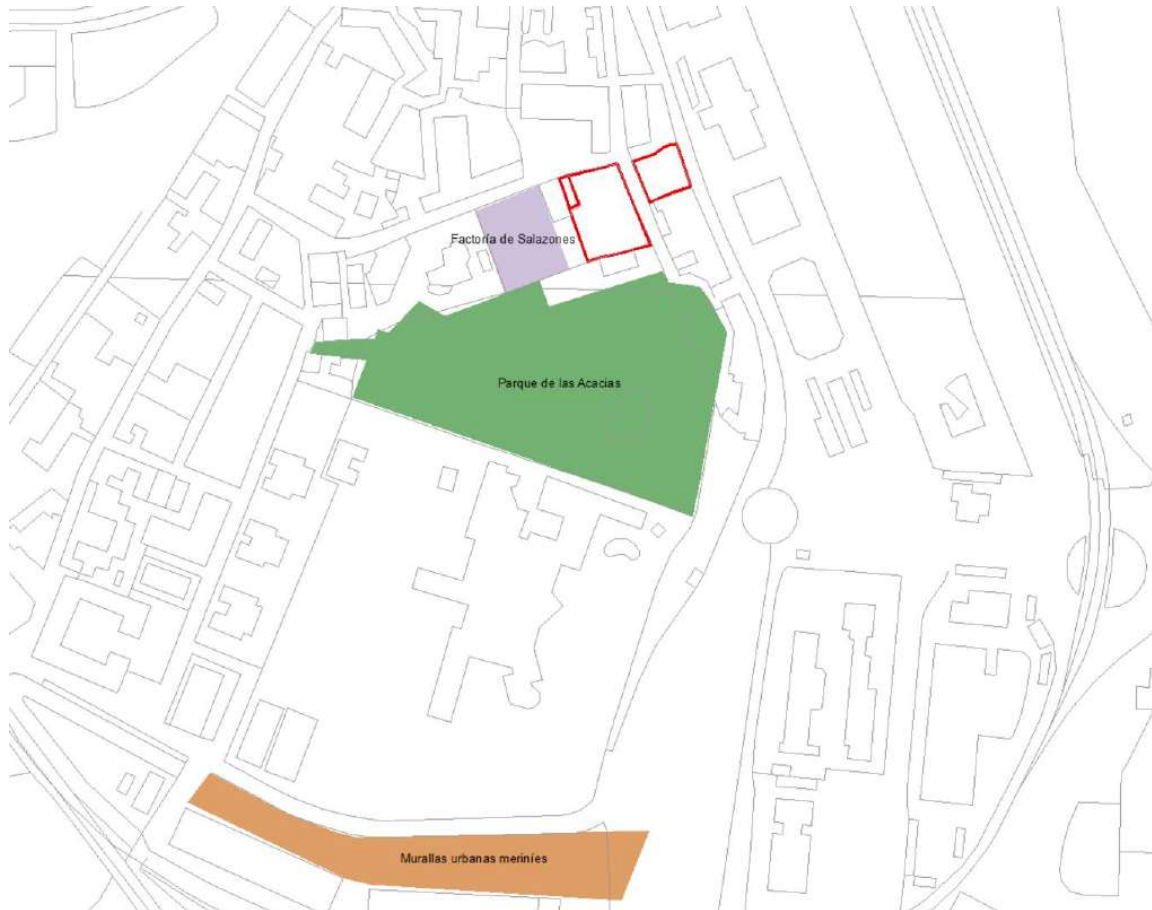 Factoría de Salazones
Parque de las Acacias
Murallas urbanas meriníes